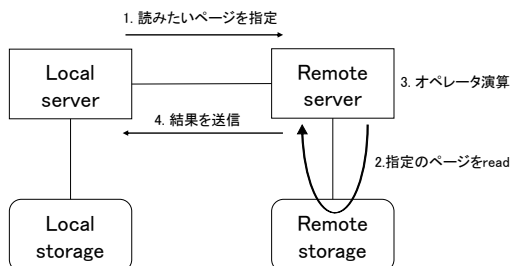 1. 読みたいページを指定
Local
server
Remote
server
3. オペレータ演算
4. 結果を送信
2.指定のページをread
Local
storage
Remote
storage